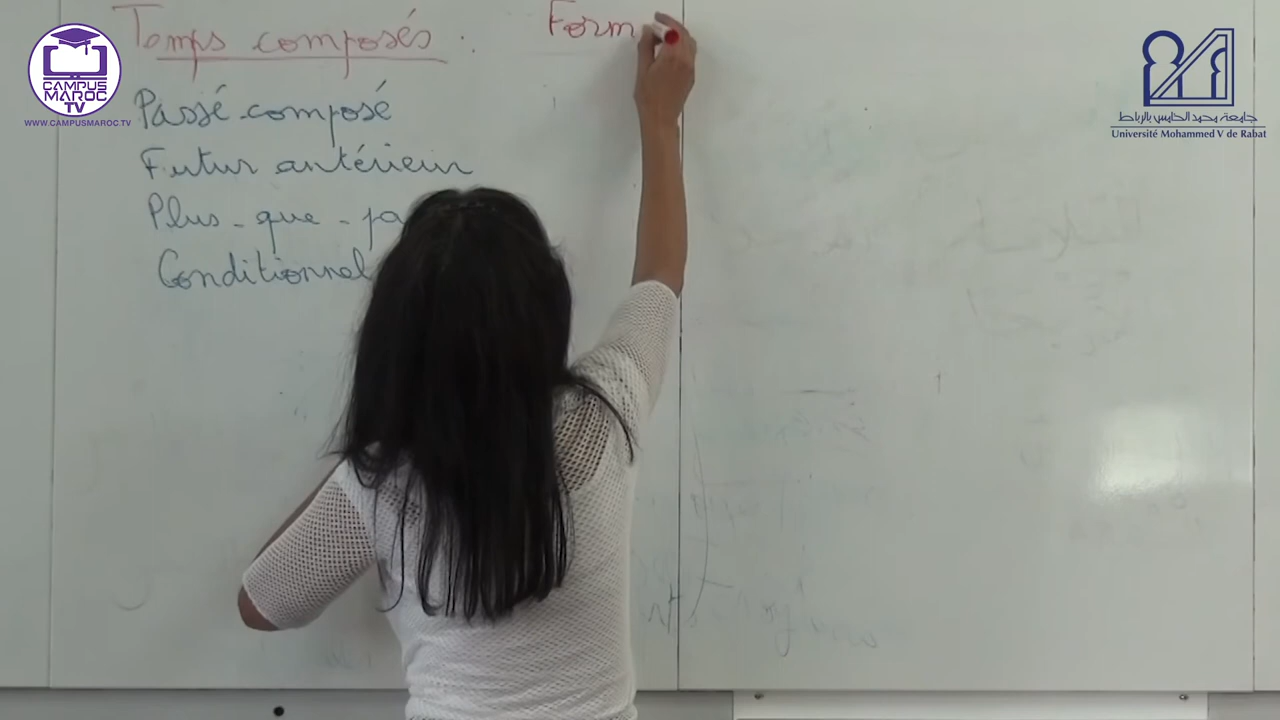 Temps composés : Form
Passé composé
Futur antérieur
Plus-que-pa
Conditionnel
CAMPUS
MAROC
TV
WWW.CAMPUSMAROC.TV
جامعة محمد الخامس بالرباط
Université Mohammed V de Rabat